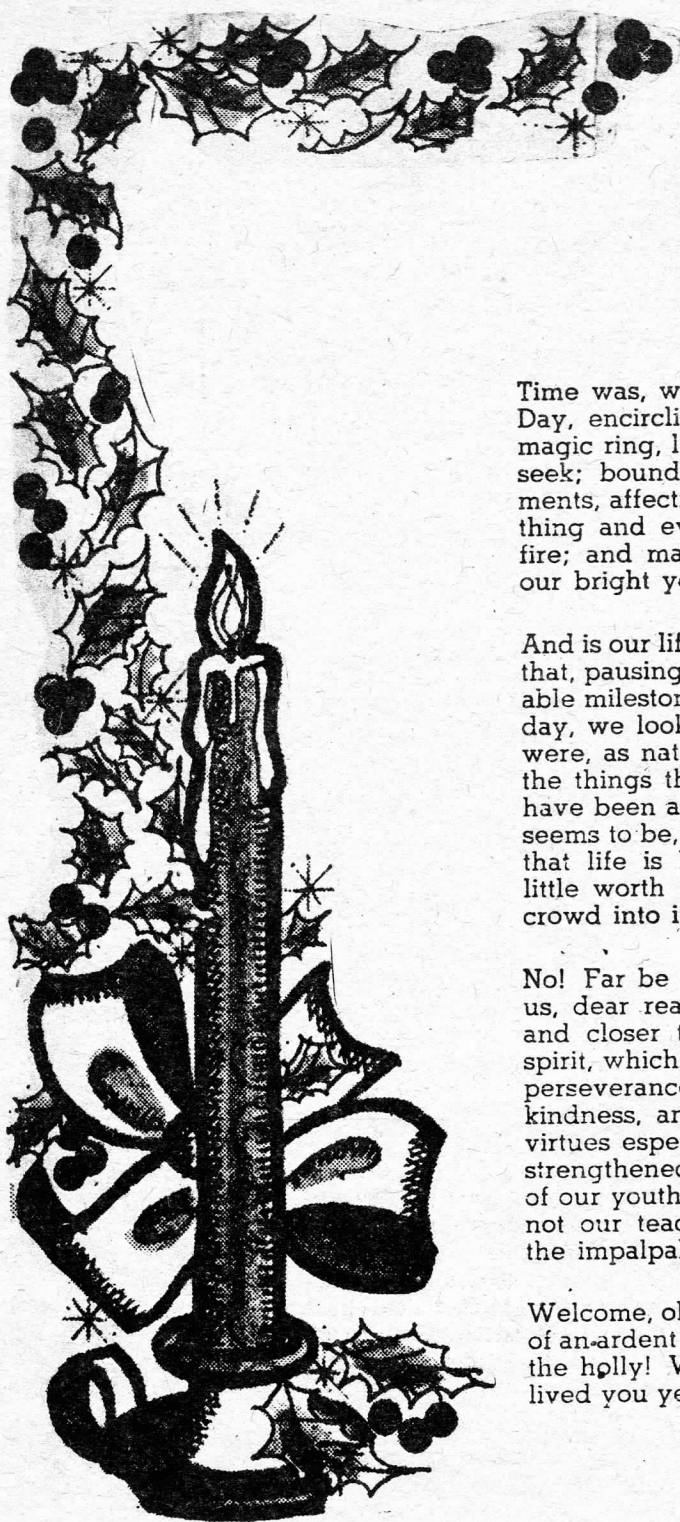 Time was, w
Day, encircli
magic ring, l
seek; bound
ments, affect
thing and ev
fire; and ma
our bright ye

And is our lif
that, pausing
able mileston
day, we look
were, as nat
the things th
have been a
seems to be,
that life is
little worth
crowd into i

No! Far be
us, dear rea
and closer t
spirit, which
perseverance
kindness, an
virtues espe
strengthened
of our youth
not our teac
the impalpal

Welcome, ol
of an ardent
the holly! V
lived you ye